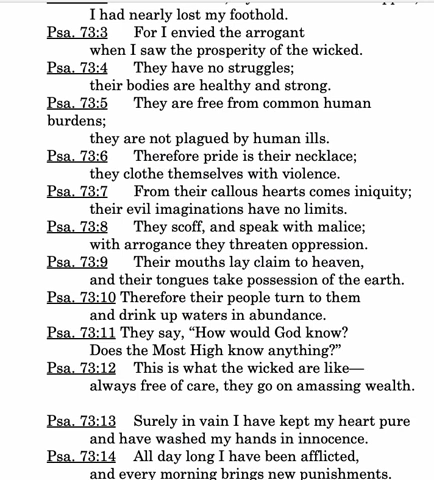 I had nearly lost my foothold.
Psa. 73:3 For I envied the arrogant
when I saw the prosperity of the wicked.
Psa. 73:4 They have no struggles;
their bodies are healthy and strong.
Psa. 73:5 They are free from common human
burdens;
they are not plagued by human ills.
Psa. 73:6 Therefore pride is their necklace;
they clothe themselves with violence.
Psa. 73:7 From their callous hearts comes iniquity;
their evil imaginations have no limits.
Psa. 73:8 They scoff, and speak with malice;
with arrogance they threaten oppression.
Psa. 73:9 Their mouths lay claim to heaven,
and their tongues take possession of the earth.
Psa. 73:10 Therefore their people turn to them
and drink up waters in abundance.
Psa. 73:11 They say, “How would God know?
Does the Most High know anything?”
Psa. 73:12 This is what the wicked are like—
always free of care, they go on amassing wealth.
Psa. 73:13 Surely in vain I have kept my heart pure
and have washed my hands in innocence.
Psa. 73:14 All day long I have been afflicted,
and every morning brings new punishments.